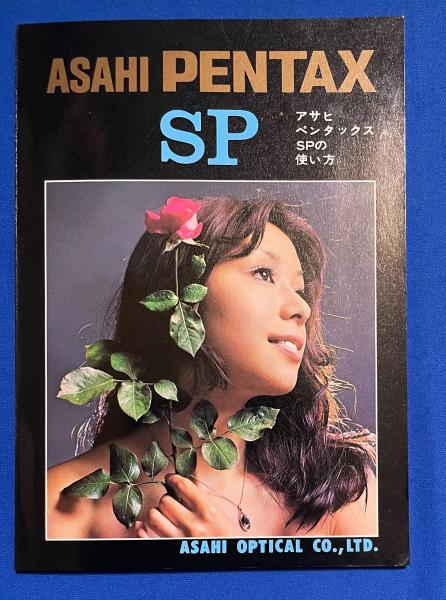 ASAHI PENTAX
SP
アサヒ
ペンタックス
SPの
使い方
ASAHI OPTICAL CO., LTD.